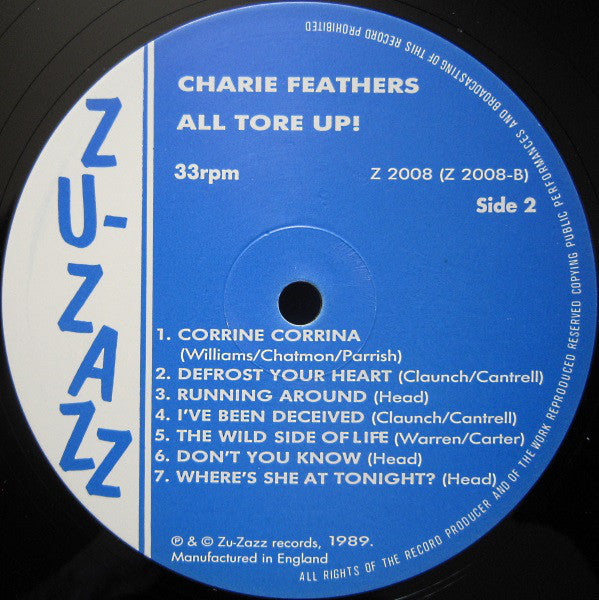 ZU-ZAZZ
CHARIE FEATHERS
ALL TORE UP!
33rpm Z 2008 (Z 2008-B)
Side 2
1. CORRINE CORRINA
(Williams/Chatmon/Parrish)
2. DEFROST YOUR HEART (Claunch/Cantrell)
3. RUNNING AROUND (Head)
4. I'VE BEEN DECEIVED (Claunch/Cantrell)
5. THE WILD SIDE OF LIFE (Warren/Carter)
6. DON'T YOU KNOW (Head)
7. WHERE'S SHE AT TONIGHT? (Head)
℗ & © Zu-Zazz records, 1989.
Manufactured in England
ALL RIGHTS OF THE RECORD PRODUCER AND OF THE WORK REPRODUCED RESERVED COPYING PUBLIC PERFORMANCES AND BROADCASTING OF THIS RECORD PROHIBITED